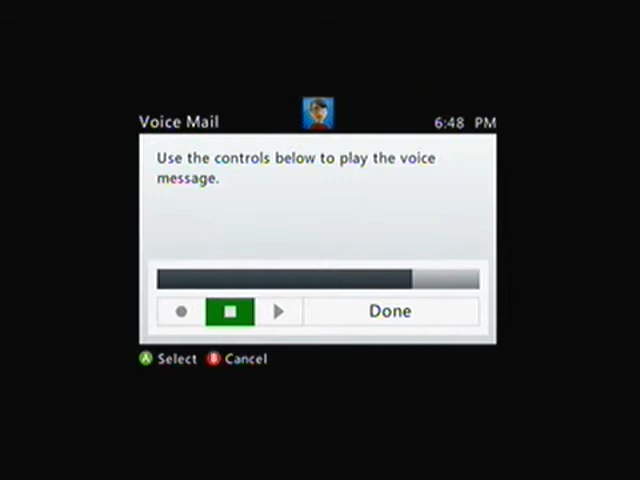 Voice Mail
6:48 PM
Use the controls below to play the voice
message.
Done
A Select B Cancel